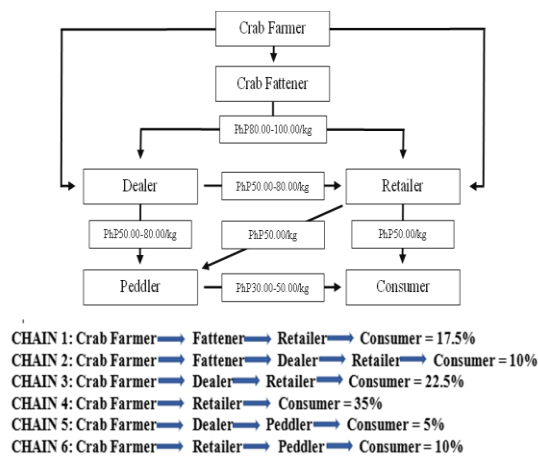 Crab Farmer
Crab Fattener
PhP80.00-100.00/kg
Dealer
PhP50.00-80.00/kg
Retailer
PhP50.00-80.00/kg
PhP50.00/kg
PhP50.00/kg
Peddler
PhP30.00-50.00/kg
Consumer
CHAIN 1: Crab Farmer Fattener Retailer Consumer = 17.5%
CHAIN 2: Crab Farmer Fattener Dealer Retailer Consumer = 10%
CHAIN 3: Crab Farmer Dealer Retailer Consumer = 22.5%
CHAIN 4: Crab Farmer Retailer Consumer = 35%
CHAIN 5: Crab Farmer Dealer Peddler Consumer = 5%
CHAIN 6: Crab Farmer Retailer Peddler Consumer = 10%